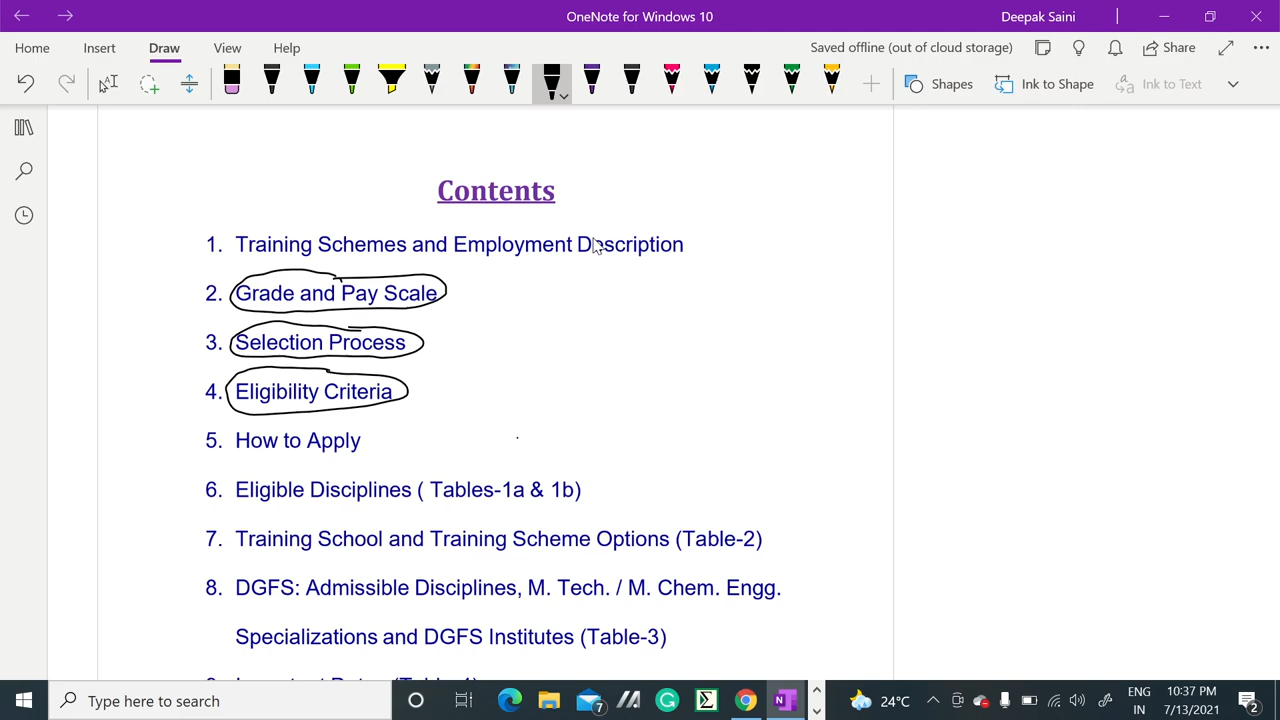 OneNote for Windows 10
Deepak Saini
Home Insert Draw View Help
Saved offline (out of cloud storage)
Share
Shapes
Ink to Shape
Ink to Text
Contents
1. Training Schemes and Employment Description
2. Grade and Pay Scale
3. Selection Process
4. Eligibility Criteria
5. How to Apply
6. Eligible Disciplines ( Tables-1a & 1b)
7. Training School and Training Scheme Options (Table-2)
8. DGFS: Admissible Disciplines, M. Tech. / M. Chem. Engg.
Specializations and DGFS Institutes (Table-3)
Type here to search
7
24°C
ENG
IN
10:37 PM
7/13/2021
2